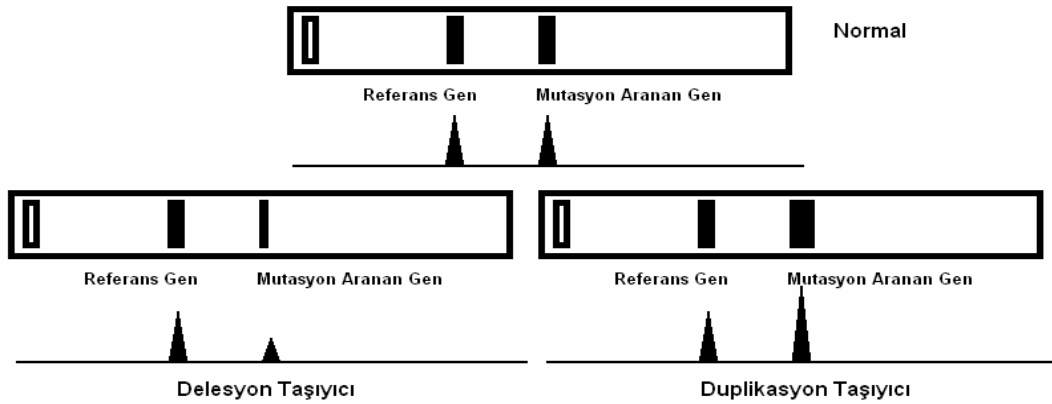 Normal
Referans Gen Mutasyon Aranan Gen
Referans Gen Mutasyon Aranan Gen
Delesyon Taşıyıcı
Referans Gen Mutasyon Aranan Gen
Duplikasyon Taşıyıcı